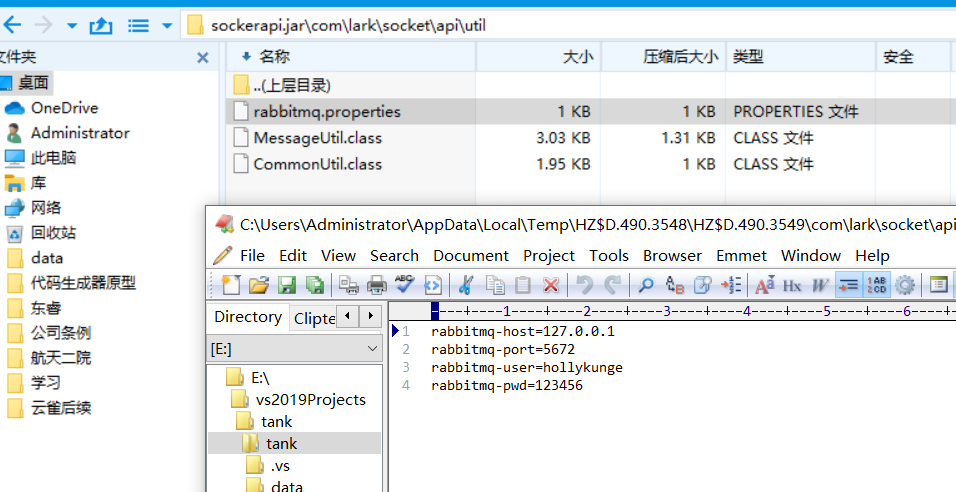 sockerapi.jar\com\lark\socket\api\util
文件夹
名称 大小 压缩后大小 类型 安全
桌面
..(上层目录)
OneDrive
rabbitmq.properties 1 KB 1 KB PROPERTIES 文件
Administrator
MessageUtil.class 3.03 KB 1.31 KB CLASS 文件
此电脑
CommonUtil.class 1.95 KB 1 KB CLASS 文件
库
网络
回收站
data
代码生成器原型
东睿
公司条例
航天二院
学习
云雀后续
C:\Users\Administrator\AppData\Local\Temp\HZ$D.490.3548\HZ$D.490.3549\com\lark\socket\api
File Edit View Search Document Project Tools Browser Emmet Window Help
Directory Clipte
[E:]
E:\
vs2019Projects
tank
tank
.vs
data
1 2 3 4 5 6
1 rabbitmq-host=127.0.0.1
2 rabbitmq-port=5672
3 rabbitmq-user=hollykunge
4 rabbitmq-pwd=123456